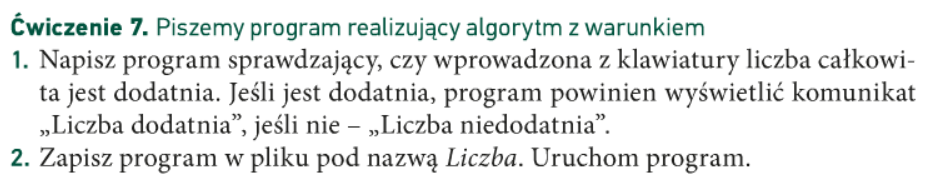 Ćwiczenie 7. Piszemy program realizujący algorytm z warunkiem
1. Napisz program sprawdzający, czy wprowadzona z klawiatury liczba całkowi-
ta jest dodatnia. Jeśli jest dodatnia, program powinien wyświetlić komunikat
„Liczba dodatnia”, jeśli nie – „Liczba niedodatnia”.
2. Zapisz program w pliku pod nazwą Liczba. Uruchom program.